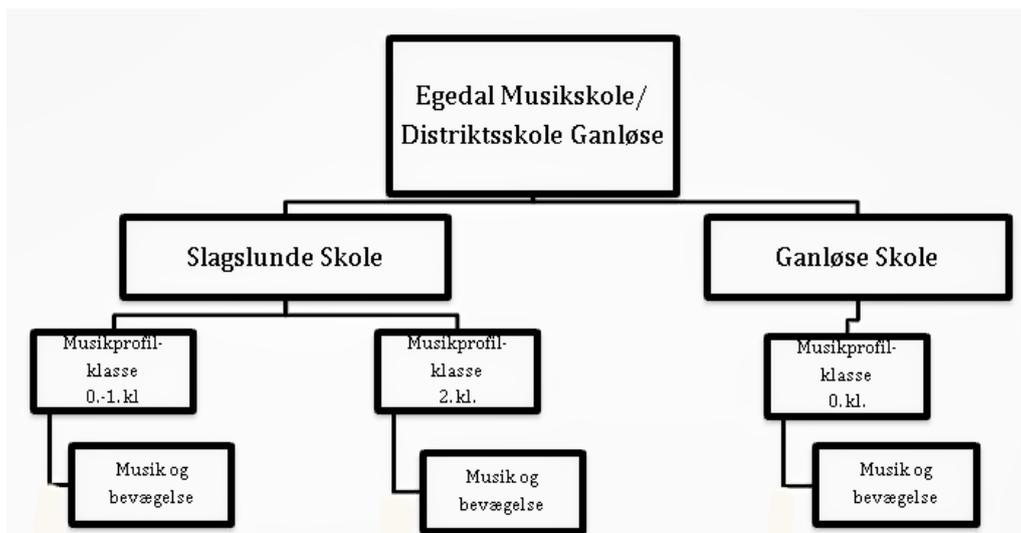 Egedal Musikskole/
Distriktsskole Ganløse
Slagslunde Skole
Ganløse Skole
Musikprofil-
klasse
0.-1. kl
Musikprofil-
klasse
2. kl.
Musikprofil-
klasse
0. kl.
Musik og
bevægelse
Musik og
bevægelse
Musik og
bevægelse